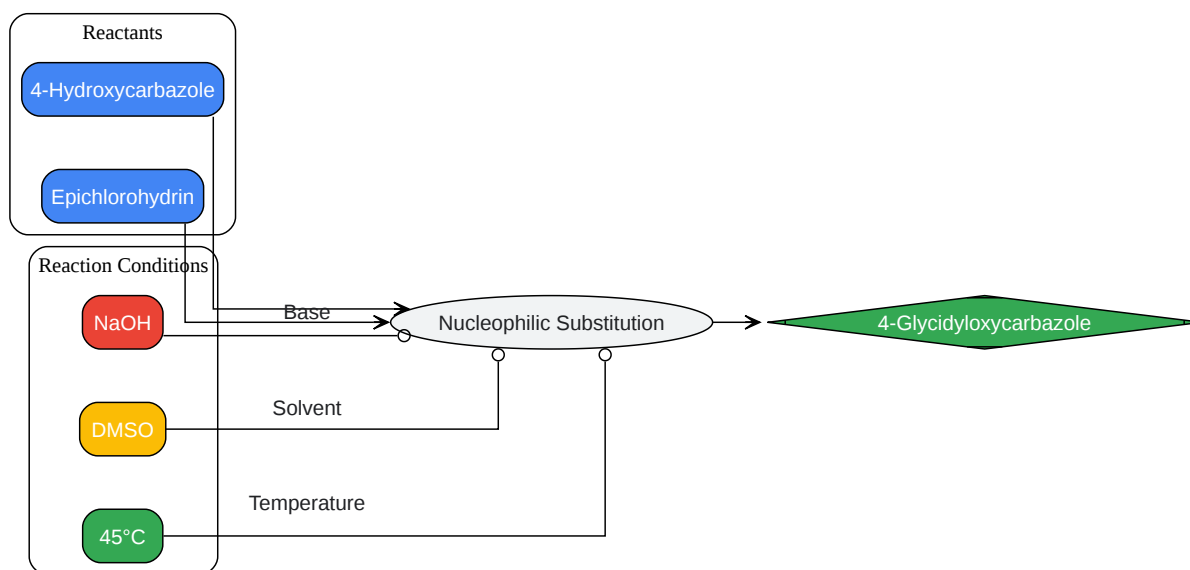 Reactants
4-Hydroxycarbazole
Epichlorohydrin
Reaction Conditions
NaOH
Base
Nucleophilic Substitution
4-Glycidyloxycarbazole
DMSO
Solvent
45°C
Temperature